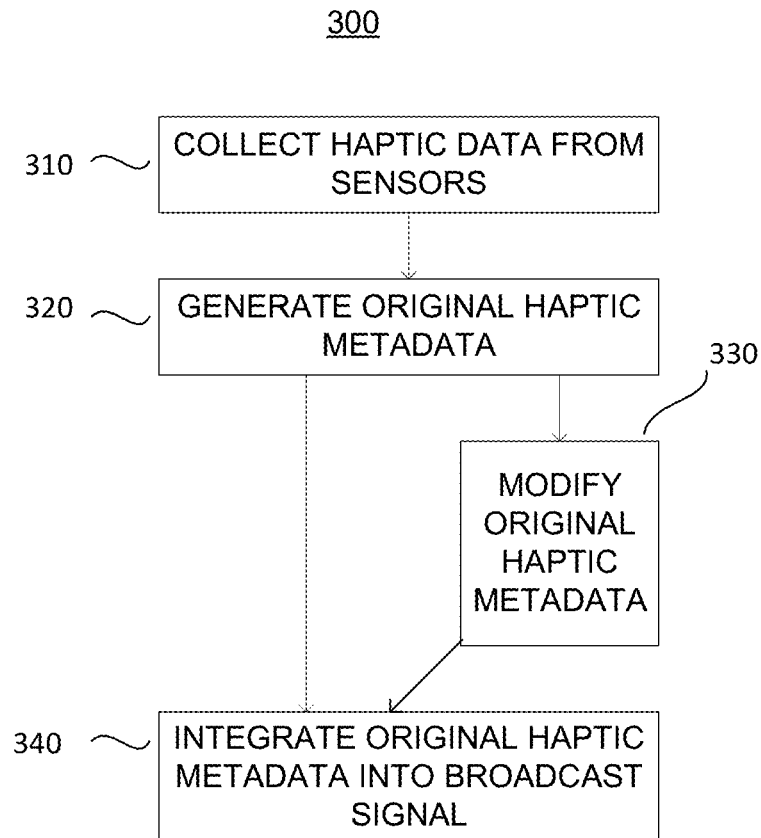 300
310
COLLECT HAPTIC DATA FROM
SENSORS
320
GENERATE ORIGINAL HAPTIC
METADATA
330
MODIFY
ORIGINAL
HAPTIC
METADATA
340
INTEGRATE ORIGINAL HAPTIC
METADATA INTO BROADCAST
SIGNAL